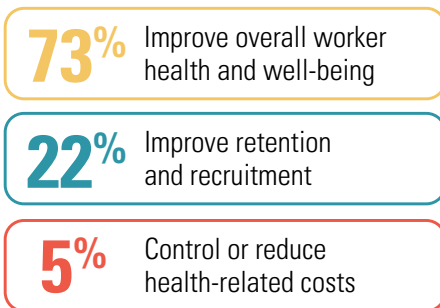 73% Improve overall worker
health and well-being
22% Improve retention
and recruitment
5% Control or reduce
health-related costs